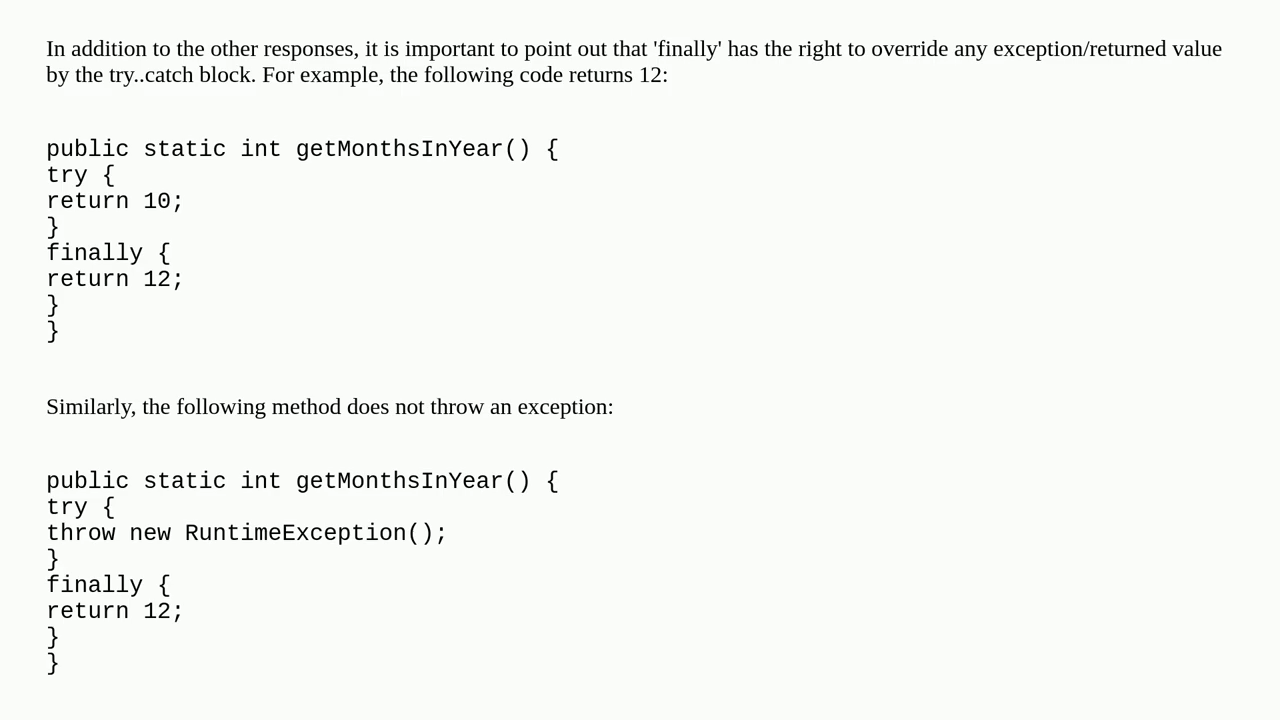 In addition to the other responses, it is important to point out that 'finally' has the right to override any exception/returned value
by the try..catch block. For example, the following code returns 12:
public static int getMonthsInYear() {
try {
return 10;
}
finally {
return 12;
}
}
Similarly, the following method does not throw an exception:
public static int getMonthsInYear() {
try {
throw new RuntimeException();
}
finally {
return 12;
}
}